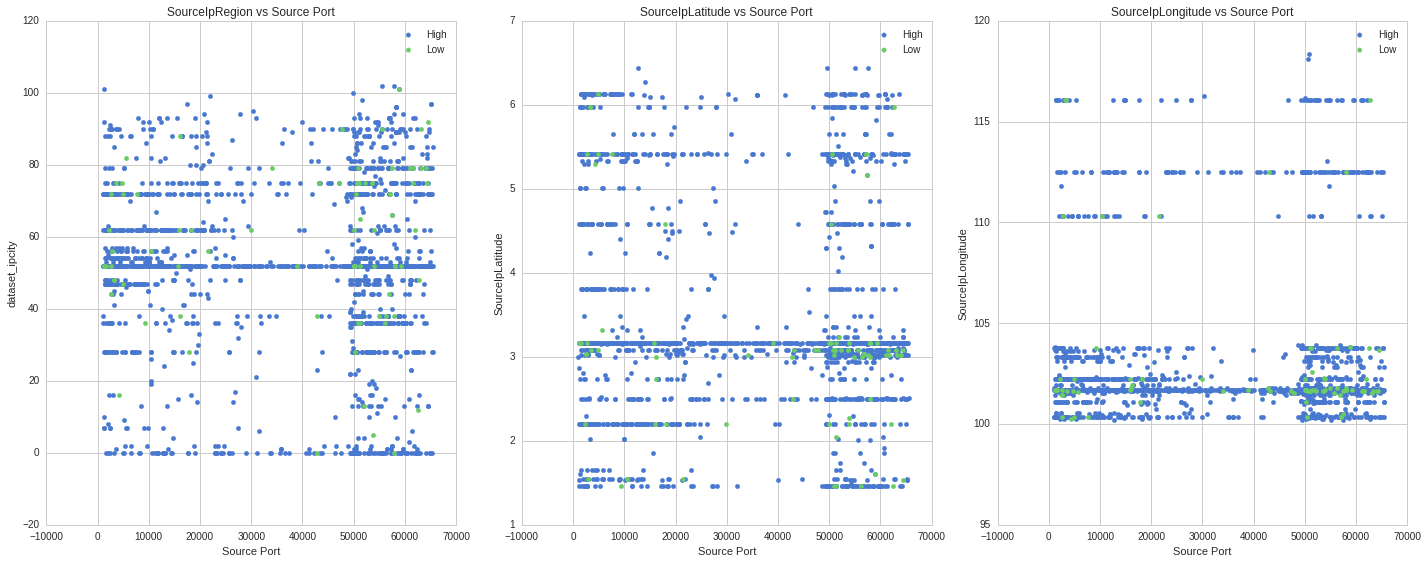 SourceIpRegion vs Source Port
High
Low
dataset_ipcity
120
100
80
60
40
20
0
−20
−10000 0 10000 20000 30000 40000 50000 60000 70000
Source Port
SourceIpLatitude vs Source Port
High
Low
SourceIpLatitude
7
6
5
4
3
2
1
−10000 0 10000 20000 30000 40000 50000 60000 70000
Source Port
SourceIpLongitude vs Source Port
High
Low
SourceIpLongitude
120
115
110
105
100
95
−10000 0 10000 20000 30000 40000 50000 60000 70000
Source Port